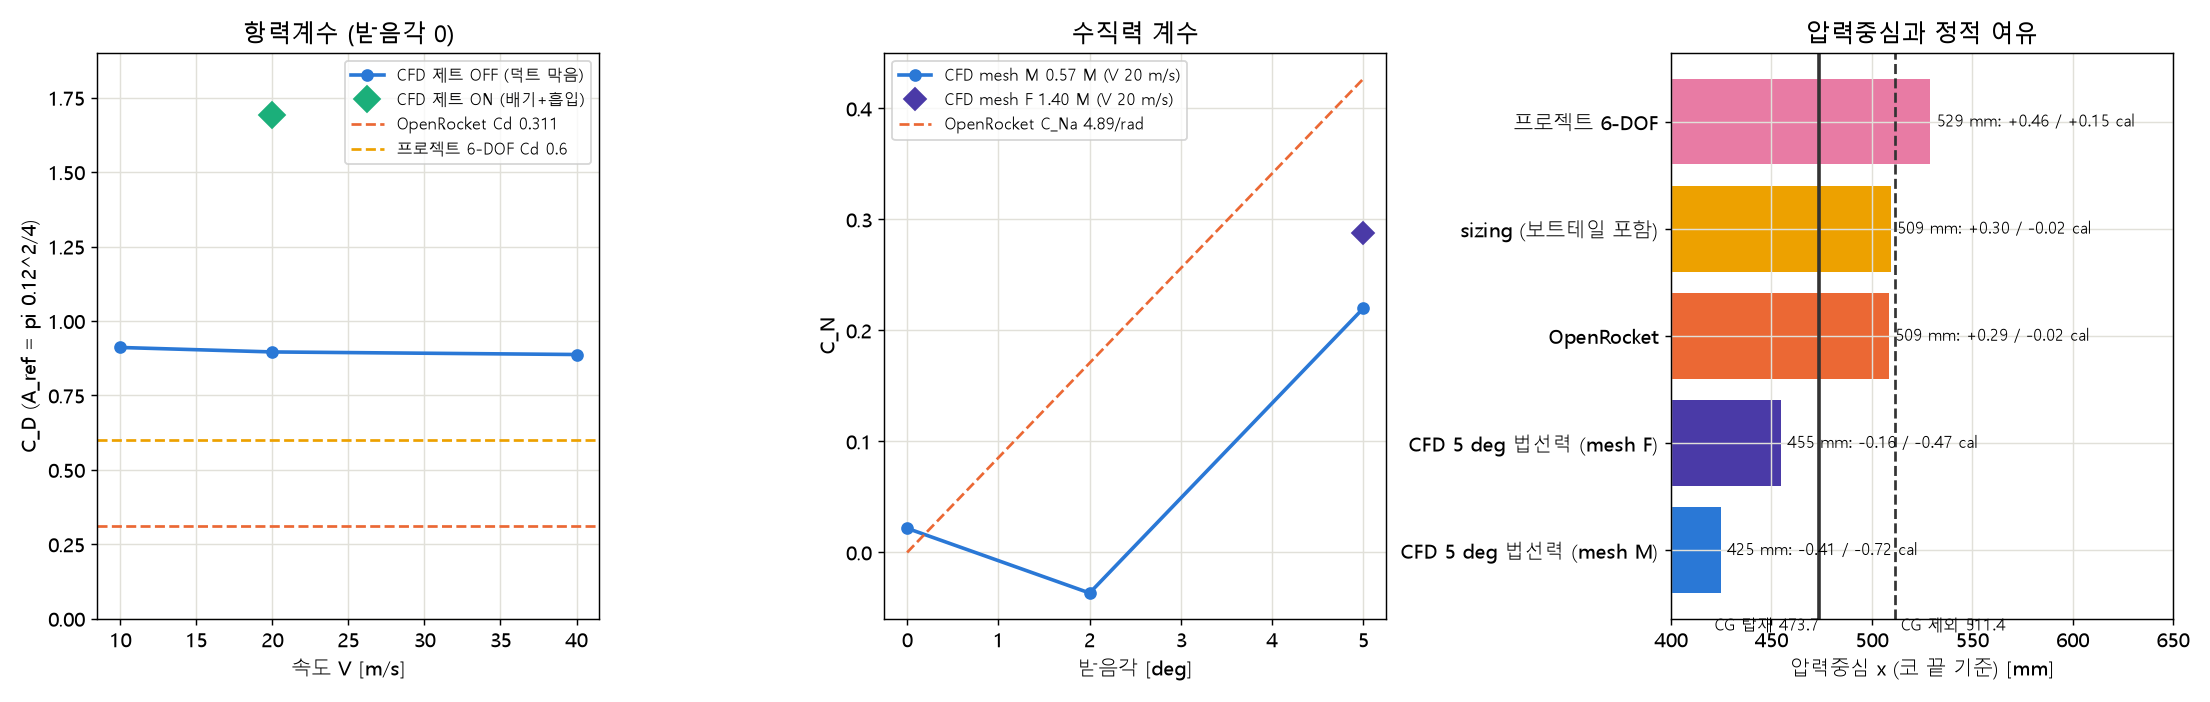 항력계수 (받음각 0)
CFD 제트 OFF (덕트 막음)
CFD 제트 ON (배기+흡입)
OpenRocket Cd 0.311
프로젝트 6-DOF Cd 0.6
C_D (A_ref = pi 0.12^2/4)
1.75
1.50
1.25
1.00
0.75
0.50
0.25
0.00
10 15 20 25 30 35 40
속도 V [m/s]
수직력 계수
CFD mesh M 0.57 M (V 20 m/s)
CFD mesh F 1.40 M (V 20 m/s)
OpenRocket C_Na 4.89/rad
C_N
0.4
0.3
0.2
0.1
0.0
0 1 2 3 4 5
받음각 [deg]
압력중심과 정적 여유
프로젝트 6-DOF
529 mm: +0.46 / +0.15 cal
sizing (보트테일 포함)
509 mm: +0.30 / -0.02 cal
OpenRocket
509 mm: +0.29 / -0.02 cal
CFD 5 deg 법선력 (mesh F)
455 mm: -0.16 / -0.47 cal
CFD 5 deg 법선력 (mesh M)
425 mm: -0.41 / -0.72 cal
CG 탑재 473.7
CG 제외 511.4
400 450 500 550 600 650
압력중심 x (코 끝 기준) [mm]